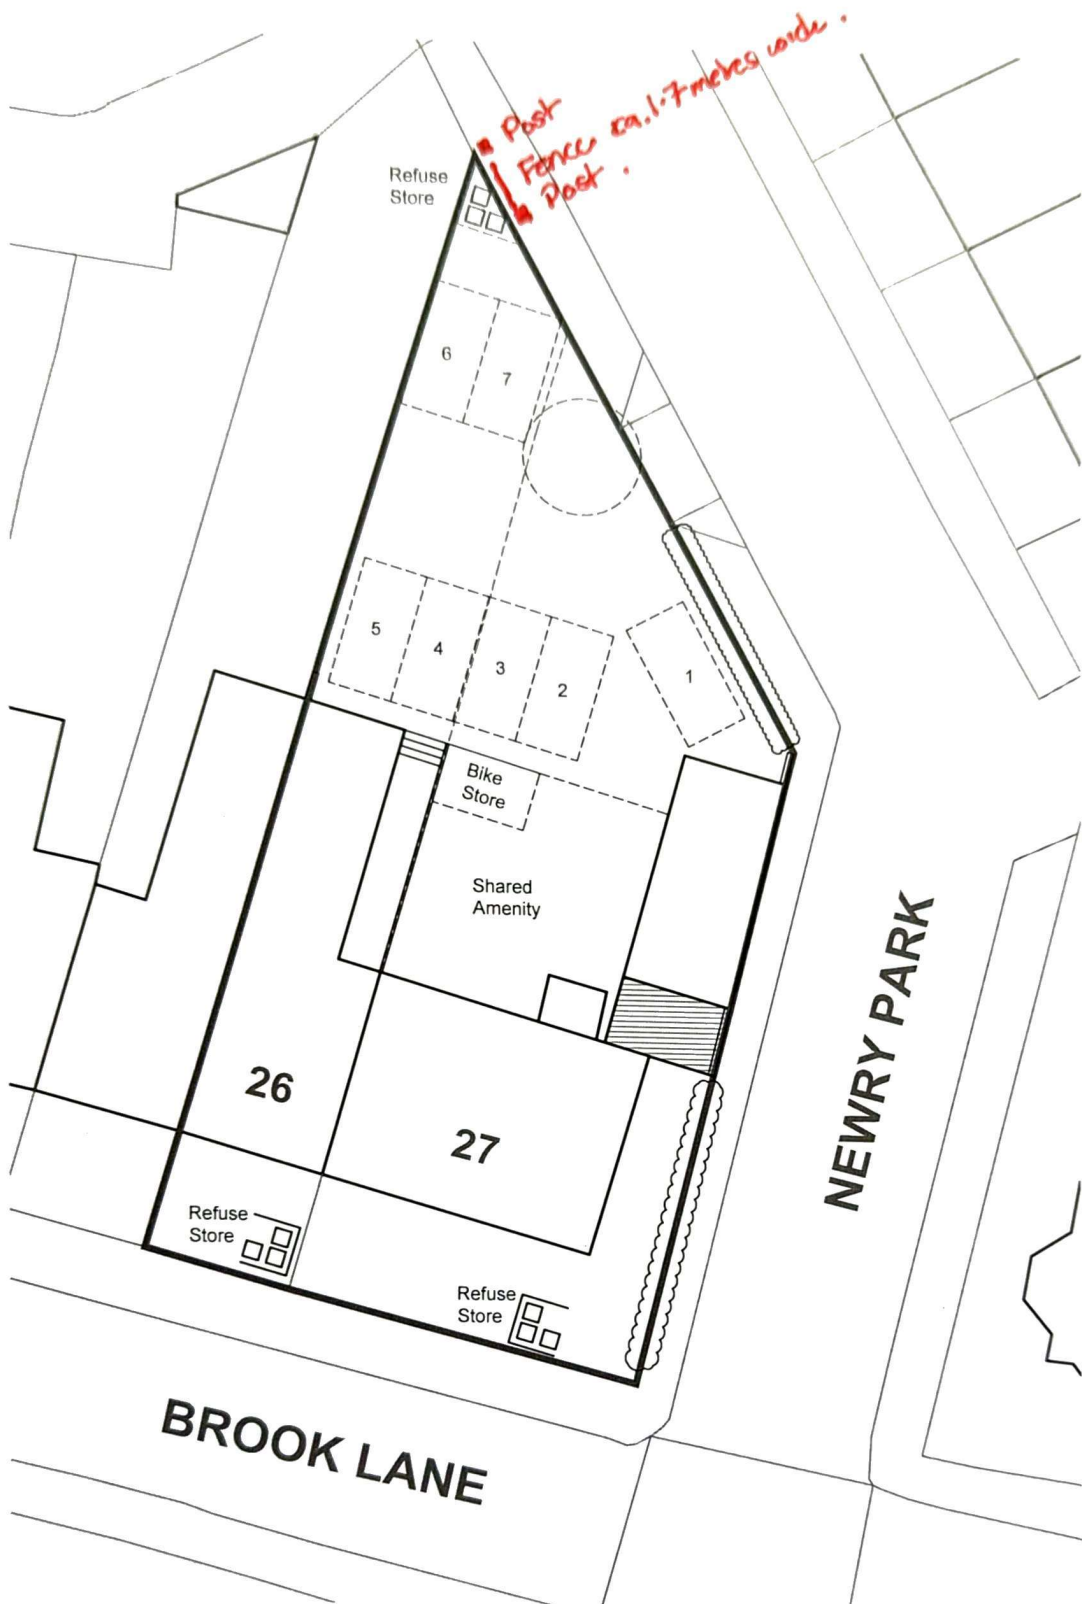 Post
Fence ca. 1.7 metres wide.
Post.
Refuse
Store
6
7
5
4
3
2
1
Bike
Store
Shared
Amenity
NEWRY PARK
26
27
Refuse
Store
Refuse
Store
BROOK LANE